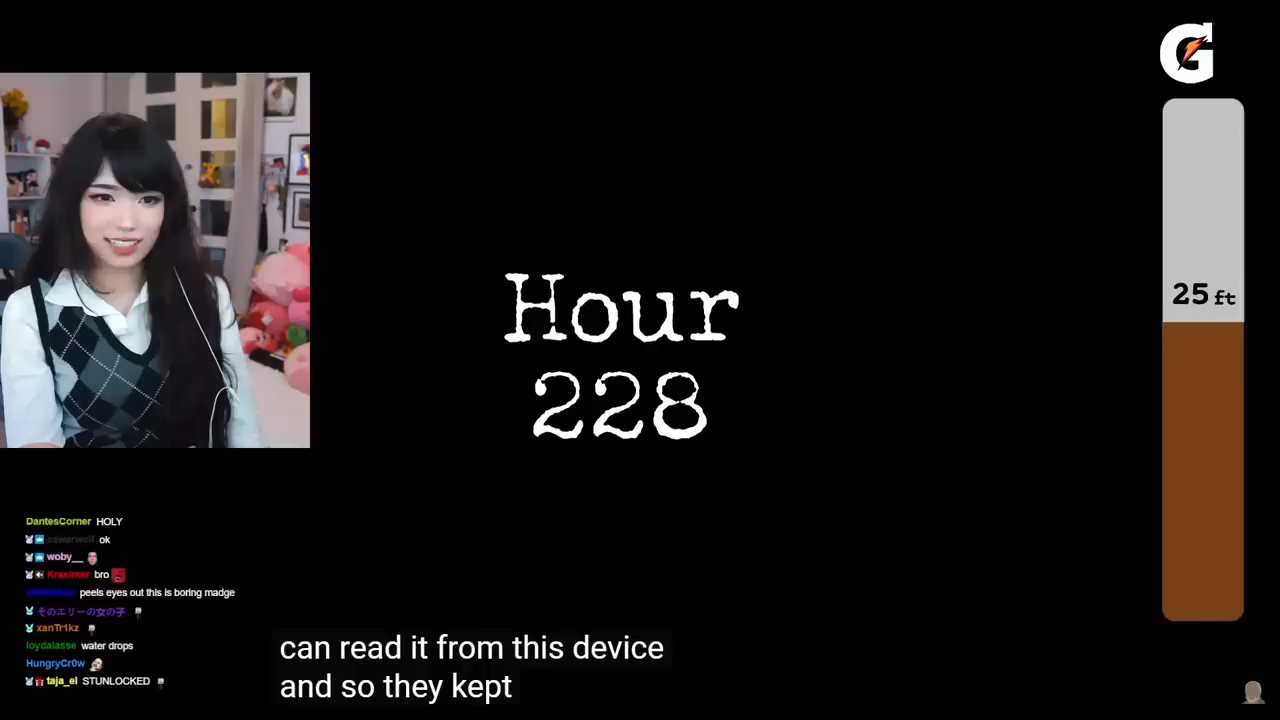 G
25 ft
Hour
228
DantesCorner HOLY
ok
woby__
Krasimer bro
peels eyes out this is boring madge
そのエリーの女の子
xanTr1kz
loydalasse water drops
HungryCr0w
taja_el STUNLOCKED
can read it from this device
and so they kept